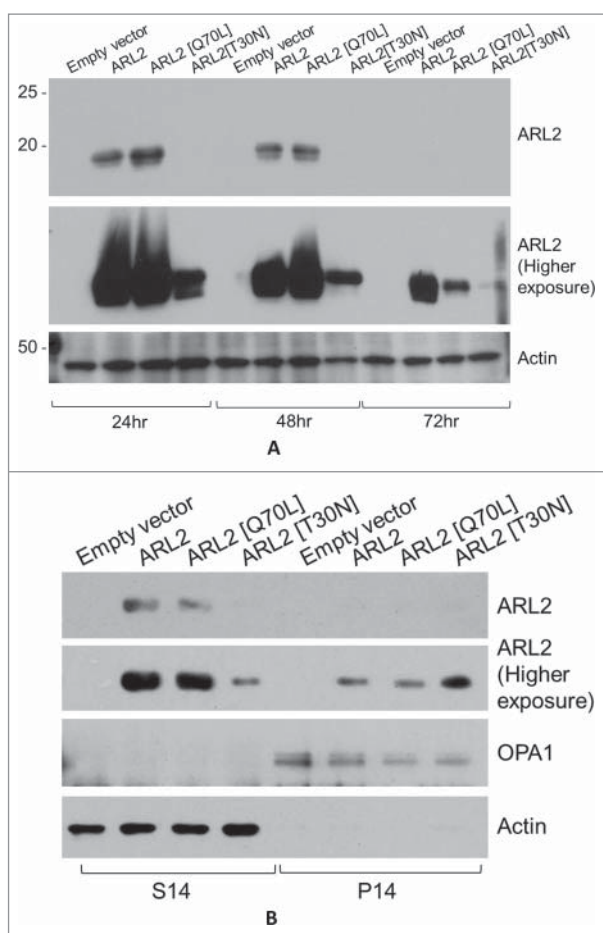 Empty vector ARL2 ARL2 [Q70L] ARL2[T30N] Empty vector ARL2 ARL2 [Q70L] ARL2[T30N] Empty vector ARL2 ARL2 [Q70L] ARL2[T30N]
25 -
20 -
ARL2
ARL2
(Higher
exposure)
50
Actin
24hr 48hr 72hr
A
Empty vector ARL2 ARL2 [Q70L] ARL2 [T30N] Empty vector ARL2 ARL2 [Q70L] ARL2 [T30N]
ARL2
ARL2
(Higher
exposure)
OPA1
Actin
S14 P14
B